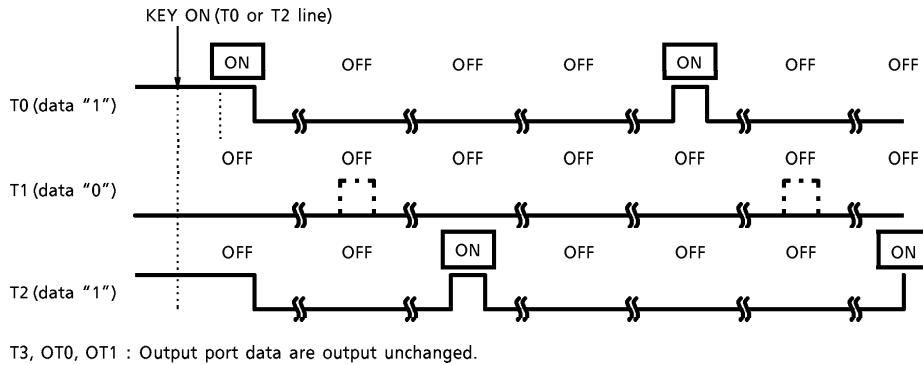 KEY ON (T0 or T2 line)
ON OFF OFF OFF ON OFF OFF
T0 (data “1”)
OFF OFF OFF OFF OFF OFF OFF
T1 (data “0”)
OFF OFF ON OFF OFF OFF ON
T2 (data “1”)
T3, OT0, OT1 : Output port data are output unchanged.